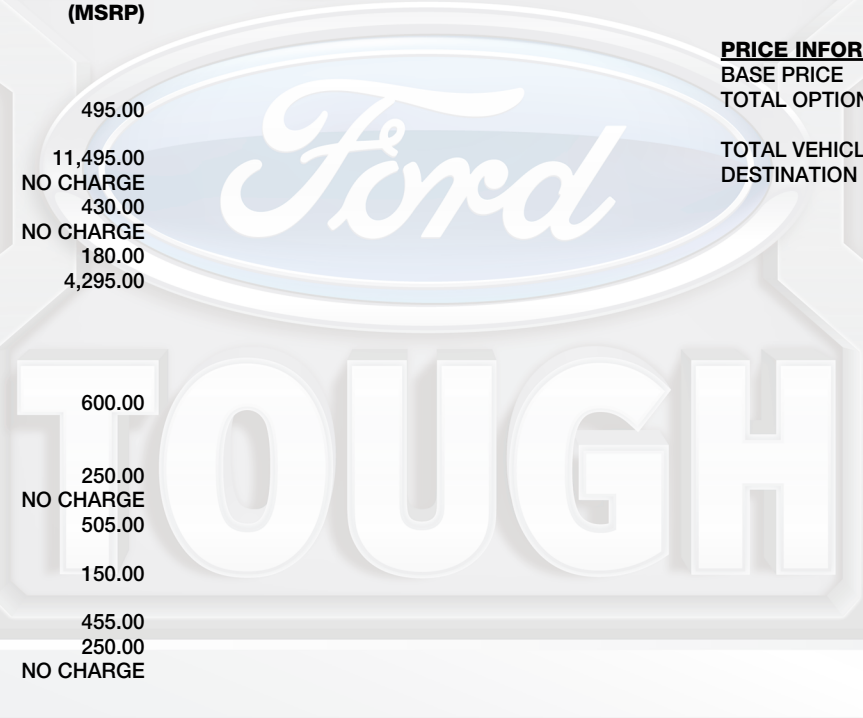 (MSRP)
495.00
11,495.00
NO CHARGE
430.00
NO CHARGE
180.00
4,295.00
600.00
250.00
NO CHARGE
505.00
150.00
455.00
250.00
NO CHARGE
PRICE INFOR
BASE PRICE
TOTAL OPTION
TOTAL VEHICL
DESTINATION
Ford
TOUGH